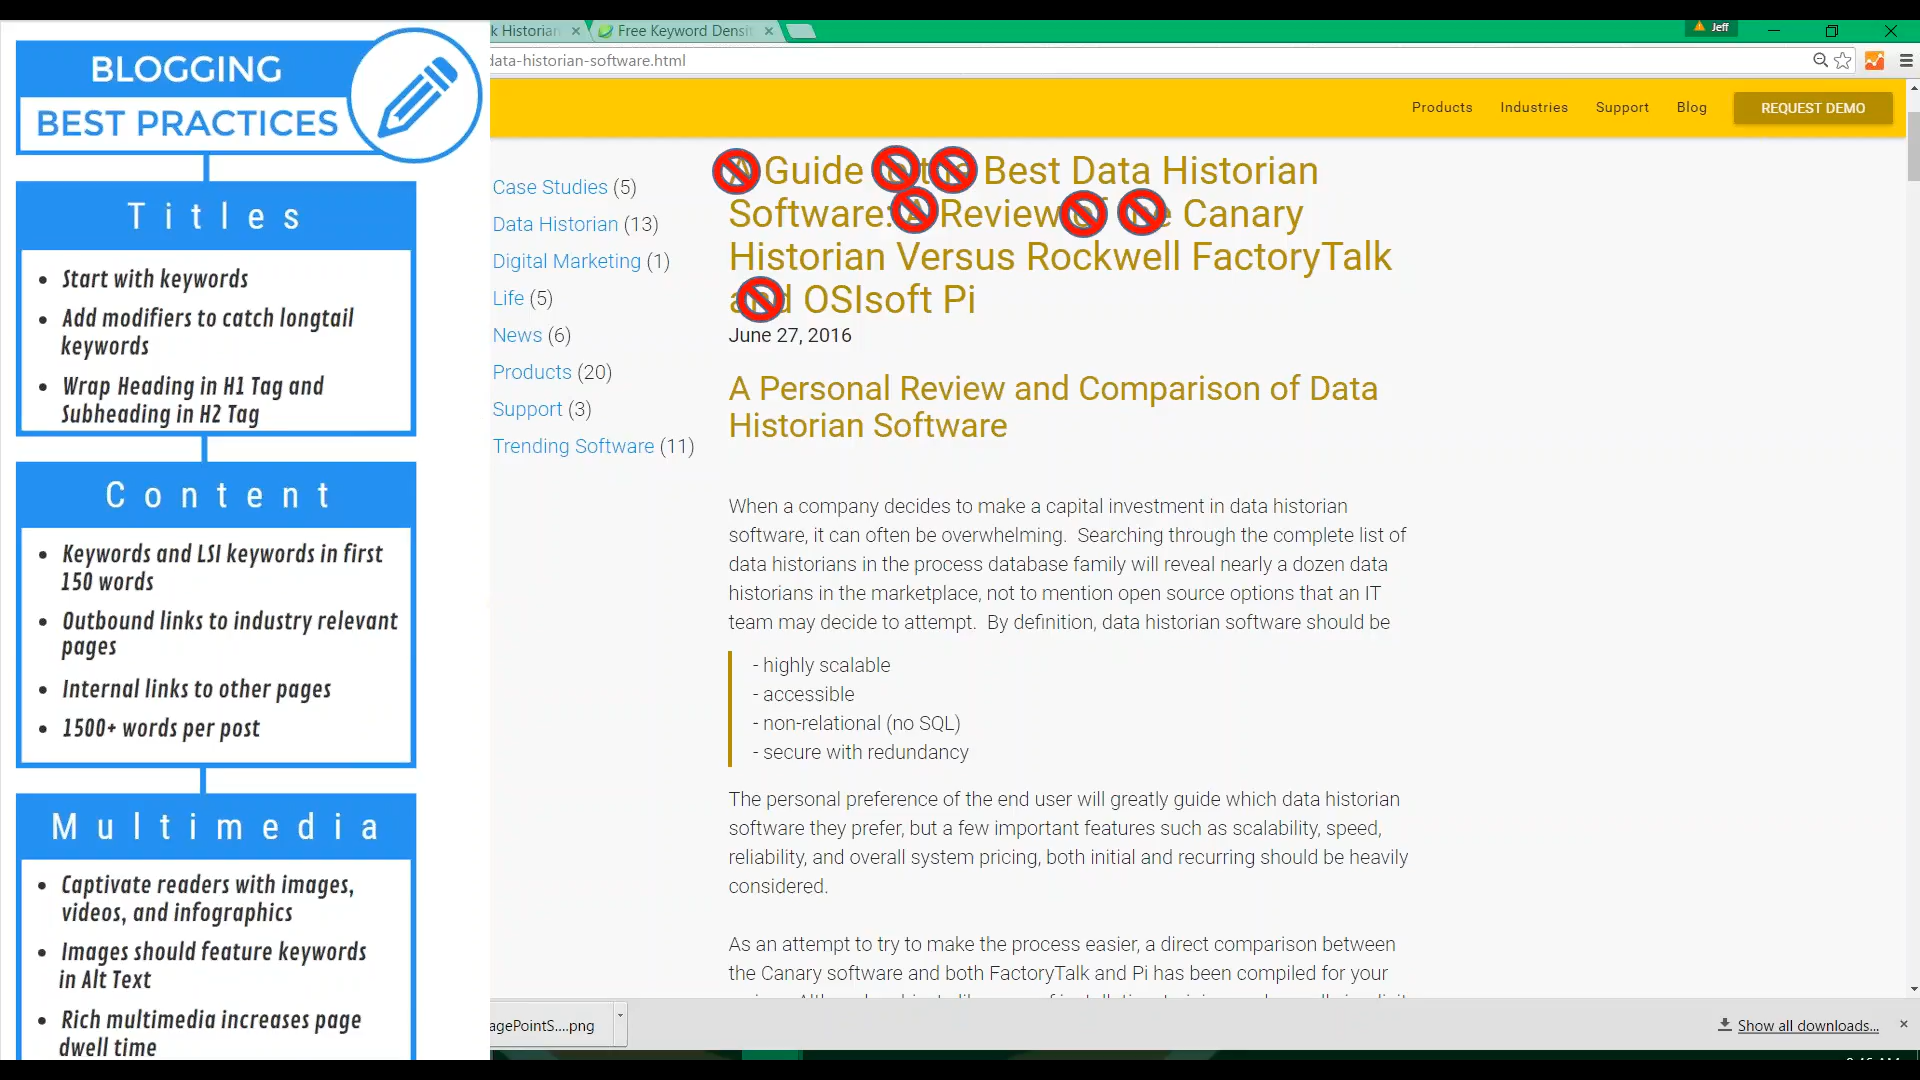 BLOGGING
BEST PRACTICES
Titles
• Start with keywords
• Add modifiers to catch longtail
keywords
• Wrap Heading in H1 Tag and
Subheading in H2 Tag
Content
• Keywords and LSI keywords in first
150 words
• Outbound links to industry relevant
pages
• Internal links to other pages
• 1500+ words per post
Multimedia
• Captivate readers with images,
videos, and infographics
• Images should feature keywords
in Alt Text
• Rich multimedia increases page
dwell time
k Historian
Free Keyword Densit
Jeff
data-historian-software.html
Products
Industries
Support
Blog
REQUEST DEMO
Case Studies (5)
Data Historian (13)
Digital Marketing (1)
Life (5)
News (6)
Products (20)
Support (3)
Trending Software (11)
Guide Best Data Historian
Software: A Review Canary
Historian Versus Rockwell FactoryTalk
and OSIsoft Pi
June 27, 2016
A Personal Review and Comparison of Data
Historian Software
When a company decides to make a capital investment in data historian
software, it can often be overwhelming. Searching through the complete list of
data historians in the process database family will reveal nearly a dozen data
historians in the marketplace, not to mention open source options that an IT
team may decide to attempt. By definition, data historian software should be
- highly scalable
- accessible
- non-relational (no SQL)
- secure with redundancy
The personal preference of the end user will greatly guide which data historian
software they prefer, but a few important features such as scalability, speed,
reliability, and overall system pricing, both initial and recurring should be heavily
considered.
As an attempt to try to make the process easier, a direct comparison between
the Canary software and both FactoryTalk and Pi has been compiled for your
agePointS....png
Show all downloads...